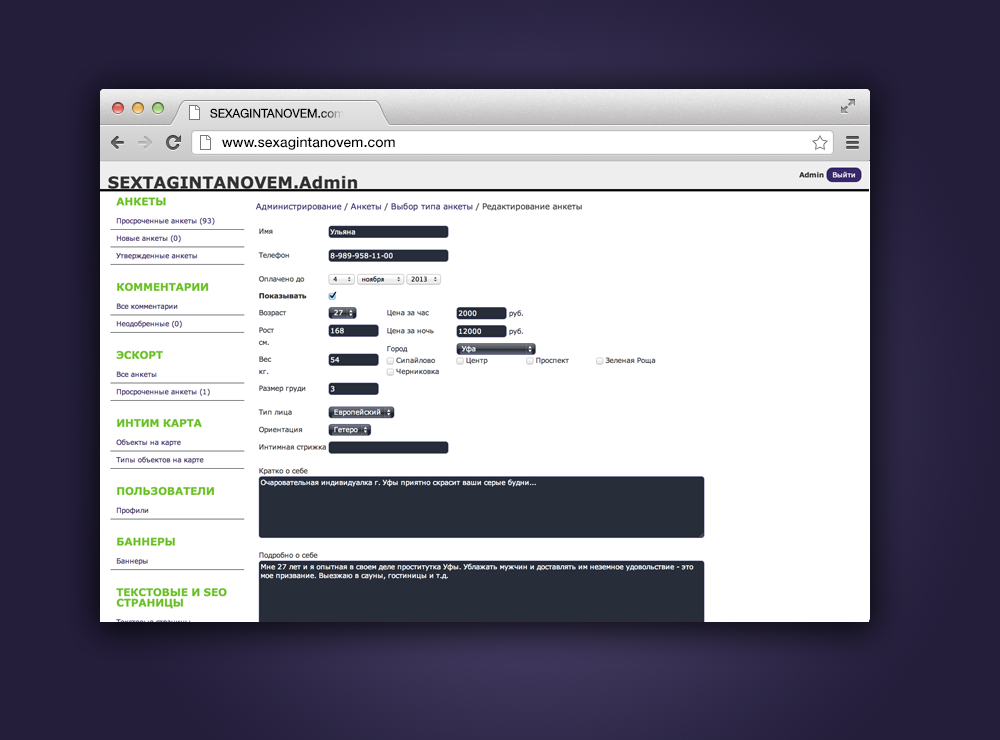 SEXAGINTANOVEM.com
www.sexagintanovem.com
SEXTAGINTANOVEM.Admin
Admin Выйти
АНКЕТЫ
Просроченные анкеты (93)
Новые анкеты (0)
Утвержденные анкеты
КОММЕНТАРИИ
Все комментарии
Неодобренные (0)
ЭСКОРТ
Все анкеты
Просроченные анкеты (1)
ИНТИМ КАРТА
Объекты на карте
Типы объектов на карте
ПОЛЬЗОВАТЕЛИ
Профили
БАННЕРЫ
Баннеры
ТЕКСТОВЫЕ И SEO
СТРАНИЦЫ
Текстовые страницы
Администрирование / Анкеты / Выбор типа анкеты / Редактирование анкеты
Имя Ульяна
Телефон 8-989-958-11-00
Оплачено до 4 ноября 2013
Показывать
Возраст 27 Цена за час 2000 руб.
Рост 168 Цена за ночь 12000 руб.
см.
Город Уфа
Вес 54 Сипайлово Центр Проспект Зеленая Роща
кг. Черниковка
Размер груди 3
Тип лица Европейский
Ориентация Гетеро
Интимная стрижка
Кратко о себе
Очаровательная индивидуалка г. Уфы приятно скрасит ваши серые будни...
Подробно о себе
Мне 27 лет и я опытная в своем деле проститутка Уфы. Ублажать мужчин и доставлять им неземное удовольствие - это
мое призвание. Выезжаю в сауны, гостиницы и т.д.